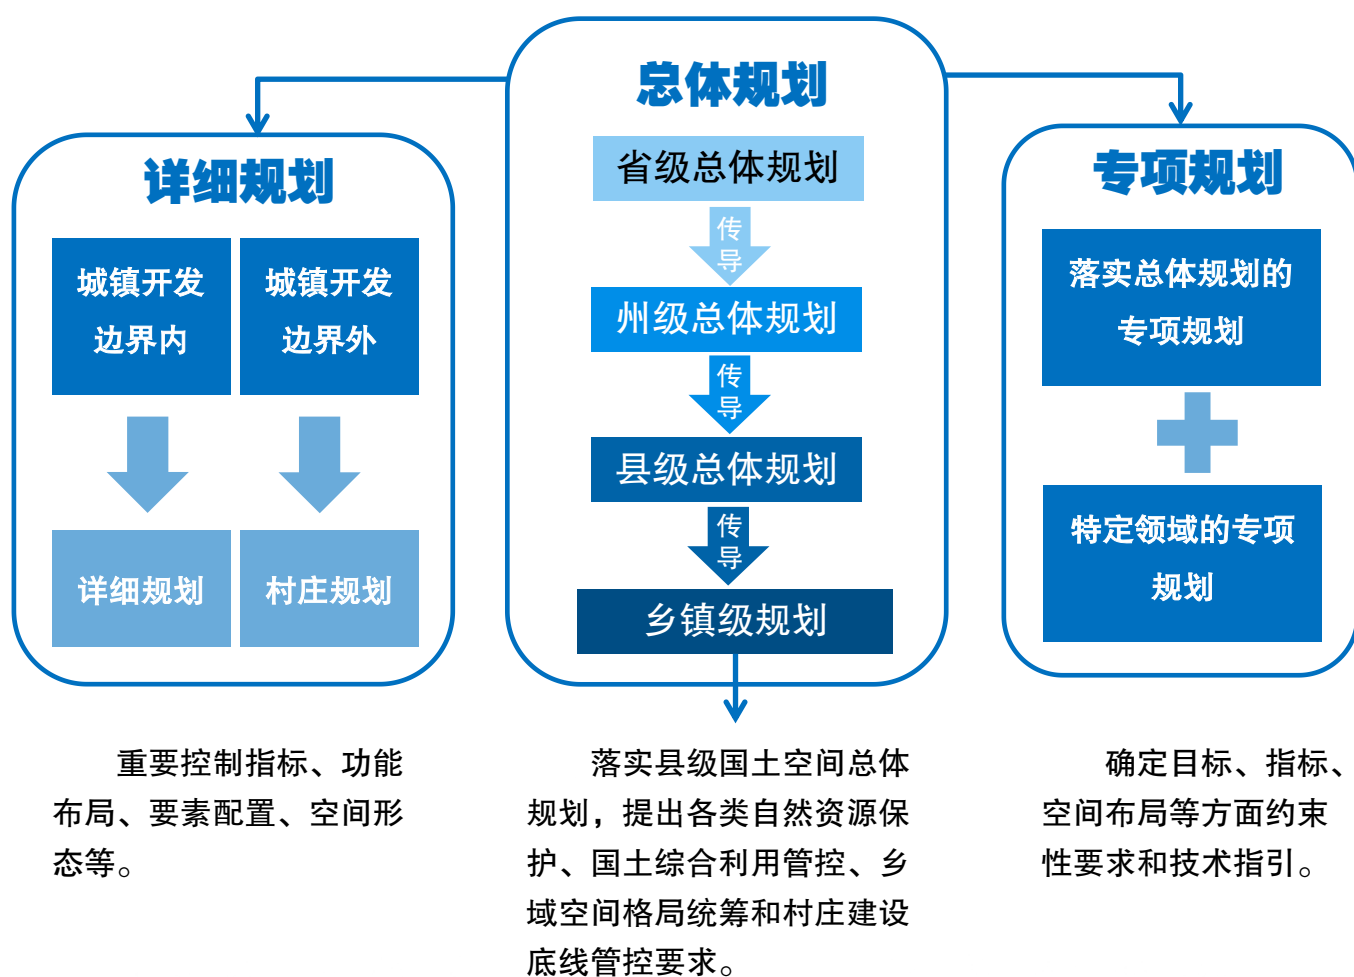 总体规划
省级总体规划
传
导
州级总体规划
传
导
县级总体规划
传
导
乡镇级规划
落实县级国土空间总体
规划，提出各类自然资源保
护、国土综合利用管控、乡
域空间格局统筹和村庄建设
底线管控要求。
详细规划
城镇开发
边界内
城镇开发
边界外
详细规划
村庄规划
重要控制指标、功能
布局、要素配置、空间形
态等。
专项规划
落实总体规划的
专项规划
特定领域的专项
规划
确定目标、指标、
空间布局等方面约束
性要求和技术指引。